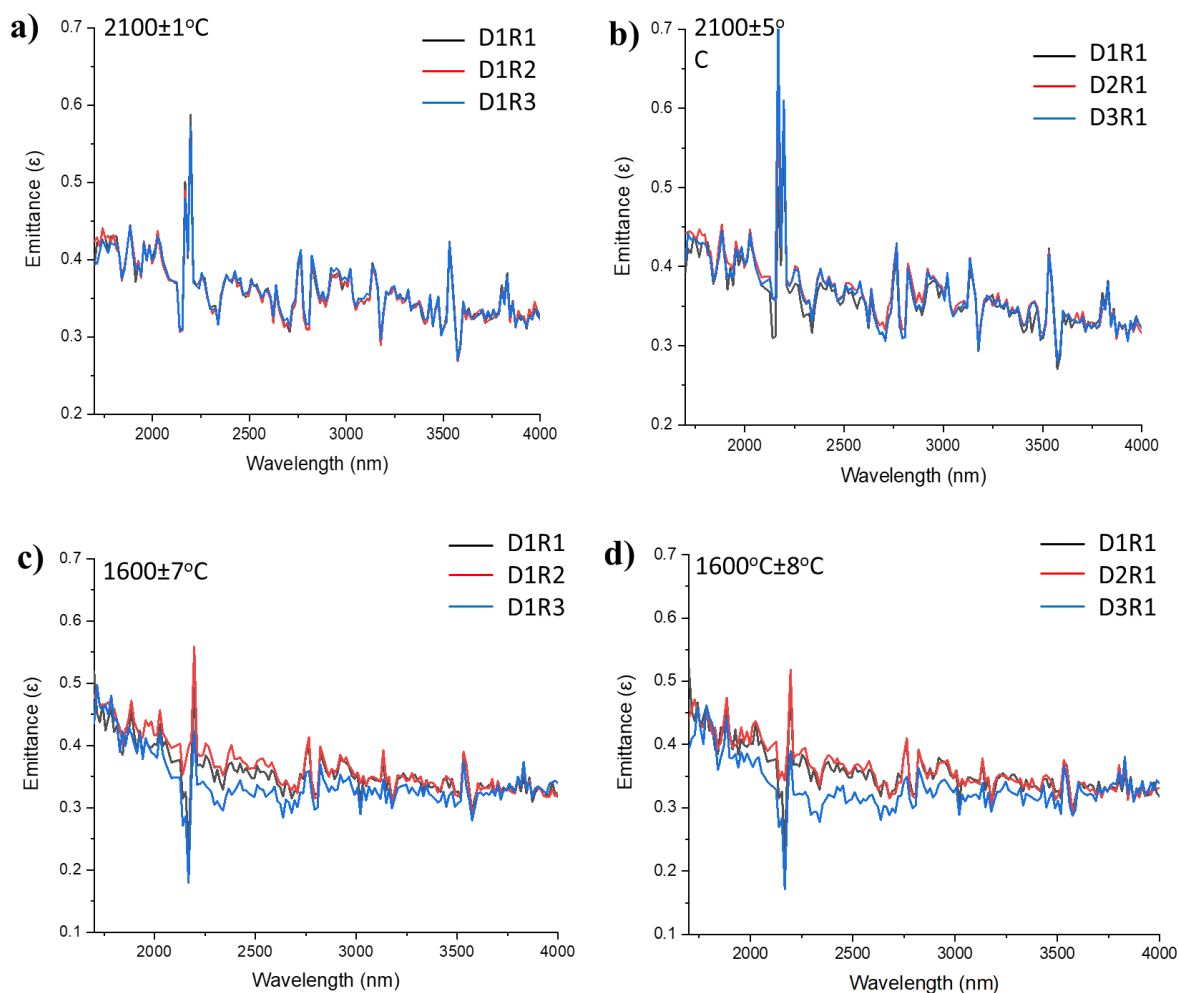 a)
2100±1°C
D1R1
D1R2
D1R3
0.7
0.6
0.5
0.4
0.3
0.2
Emittance (ε)
2000 2500 3000 3500 4000
Wavelength (nm)
b)
2100±5°
C
D1R1
D2R1
D3R1
0.7
0.6
0.5
0.4
0.3
0.2
Emittance (ε)
2000 2500 3000 3500 4000
Wavelength (nm)
c)
1600±7°C
D1R1
D1R2
D1R3
0.7
0.6
0.5
0.4
0.3
0.2
0.1
Emittance (ε)
2000 2500 3000 3500 4000
Wavelength (nm)
d)
1600°C±8°C
D1R1
D2R1
D3R1
0.7
0.6
0.5
0.4
0.3
0.2
0.1
Emittance (ε)
2000 2500 3000 3500 4000
Wavelength (nm)